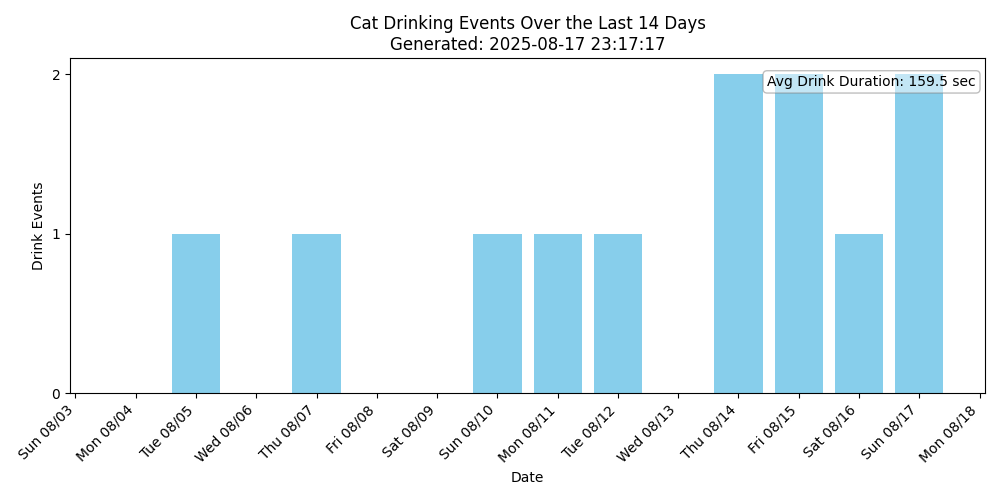 Cat Drinking Events Over the Last 14 Days
Generated: 2025-08-17 23:17:17
Avg Drink Duration: 159.5 sec
Drink Events
2
1
0
Sun 08/03
Mon 08/04
Tue 08/05
Wed 08/06
Thu 08/07
Fri 08/08
Sat 08/09
Sun 08/10
Mon 08/11
Tue 08/12
Wed 08/13
Thu 08/14
Fri 08/15
Sat 08/16
Sun 08/17
Mon 08/18
Date